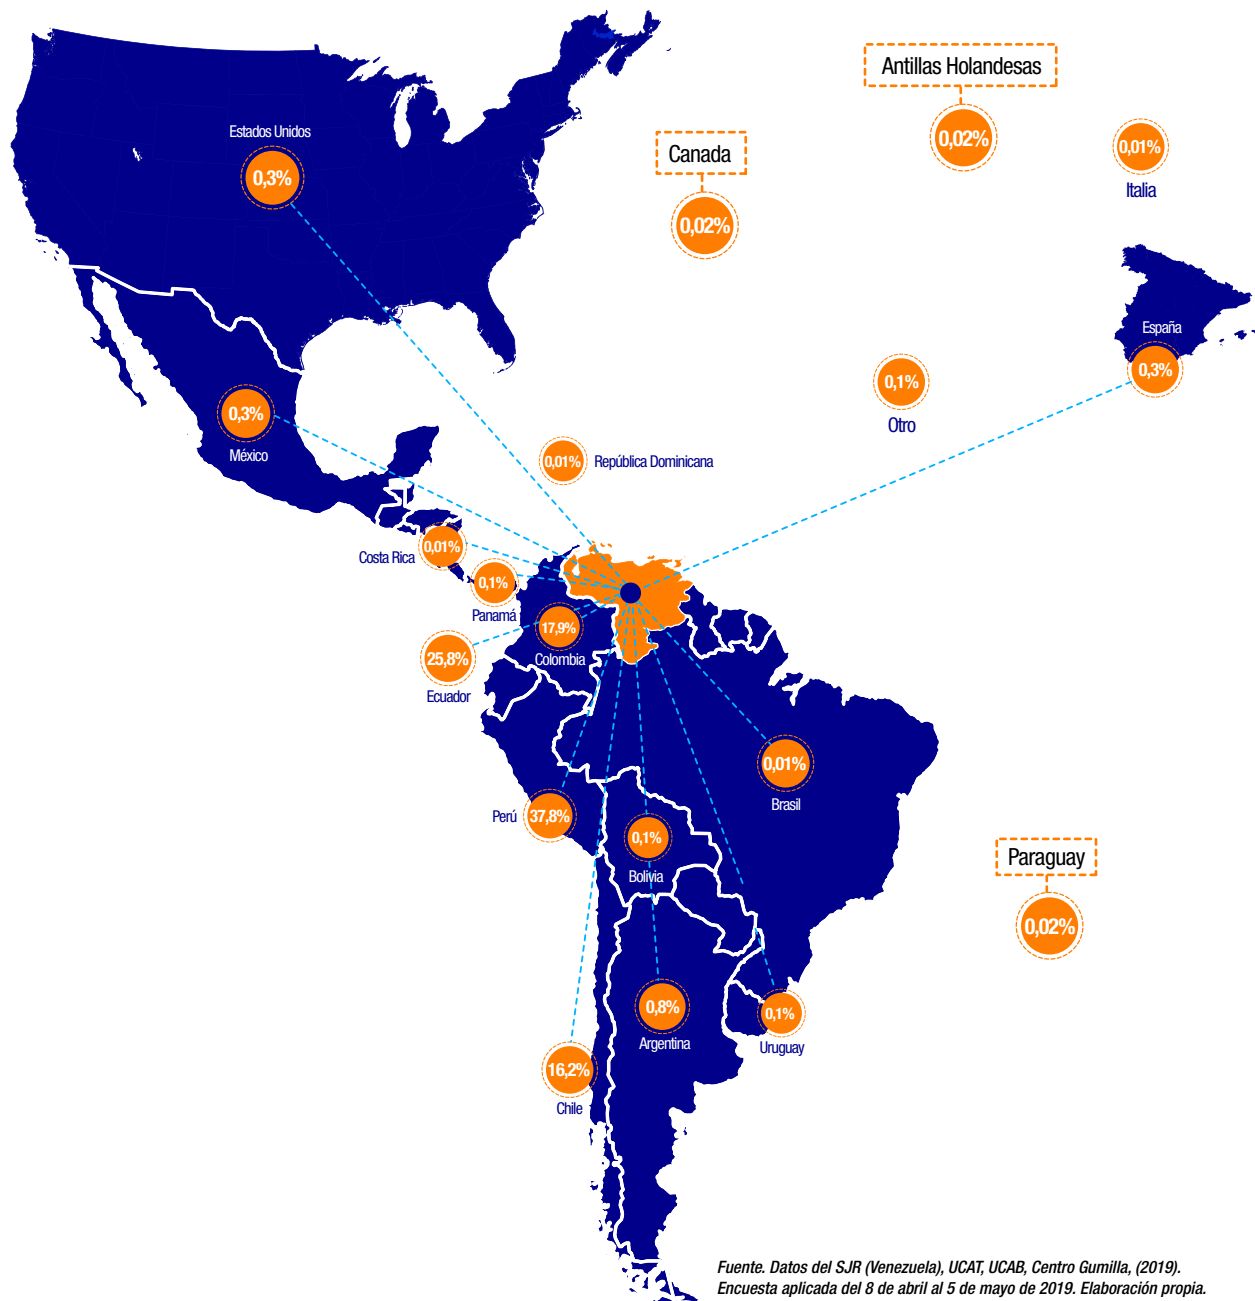 Antillas Holandesas
0,02%
Estados Unidos
0,3%
Canada
0,02%
0,01%
Italia
España
0,3%
0,3%
México
0,1%
Otro
0,01%
República Dominicana
0,01%
Costa Rica
0,1%
Panamá
17,9%
Colombia
25,8%
Ecuador
0,01%
Brasil
37,8%
Perú
0,1%
Bolivia
Paraguay
0,02%
0,8%
Argentina
0,1%
Uruguay
16,2%
Chile
Fuente. Datos del SJR (Venezuela), UCAT, UCAB, Centro Gumilla, (2019).
Encuesta aplicada del 8 de abril al 5 de mayo de 2019. Elaboración propia.